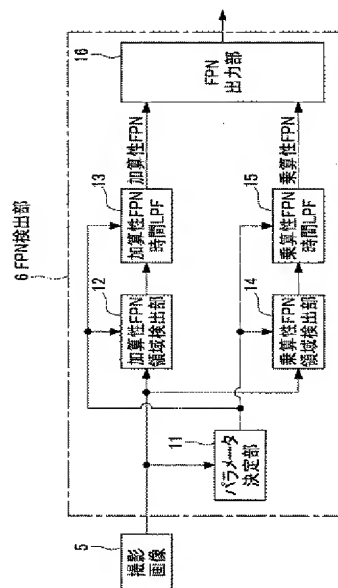 6 FPN検出部
5
撮影
画像
11
パラメータ
決定部
12
加算性FPN
領域検出部
13
加算性FPN
時間LPF
加算性FPN
14
乗算性FPN
領域検出部
15
乗算性FPN
時間LPF
乗算性FPN
16
FPN
出力部